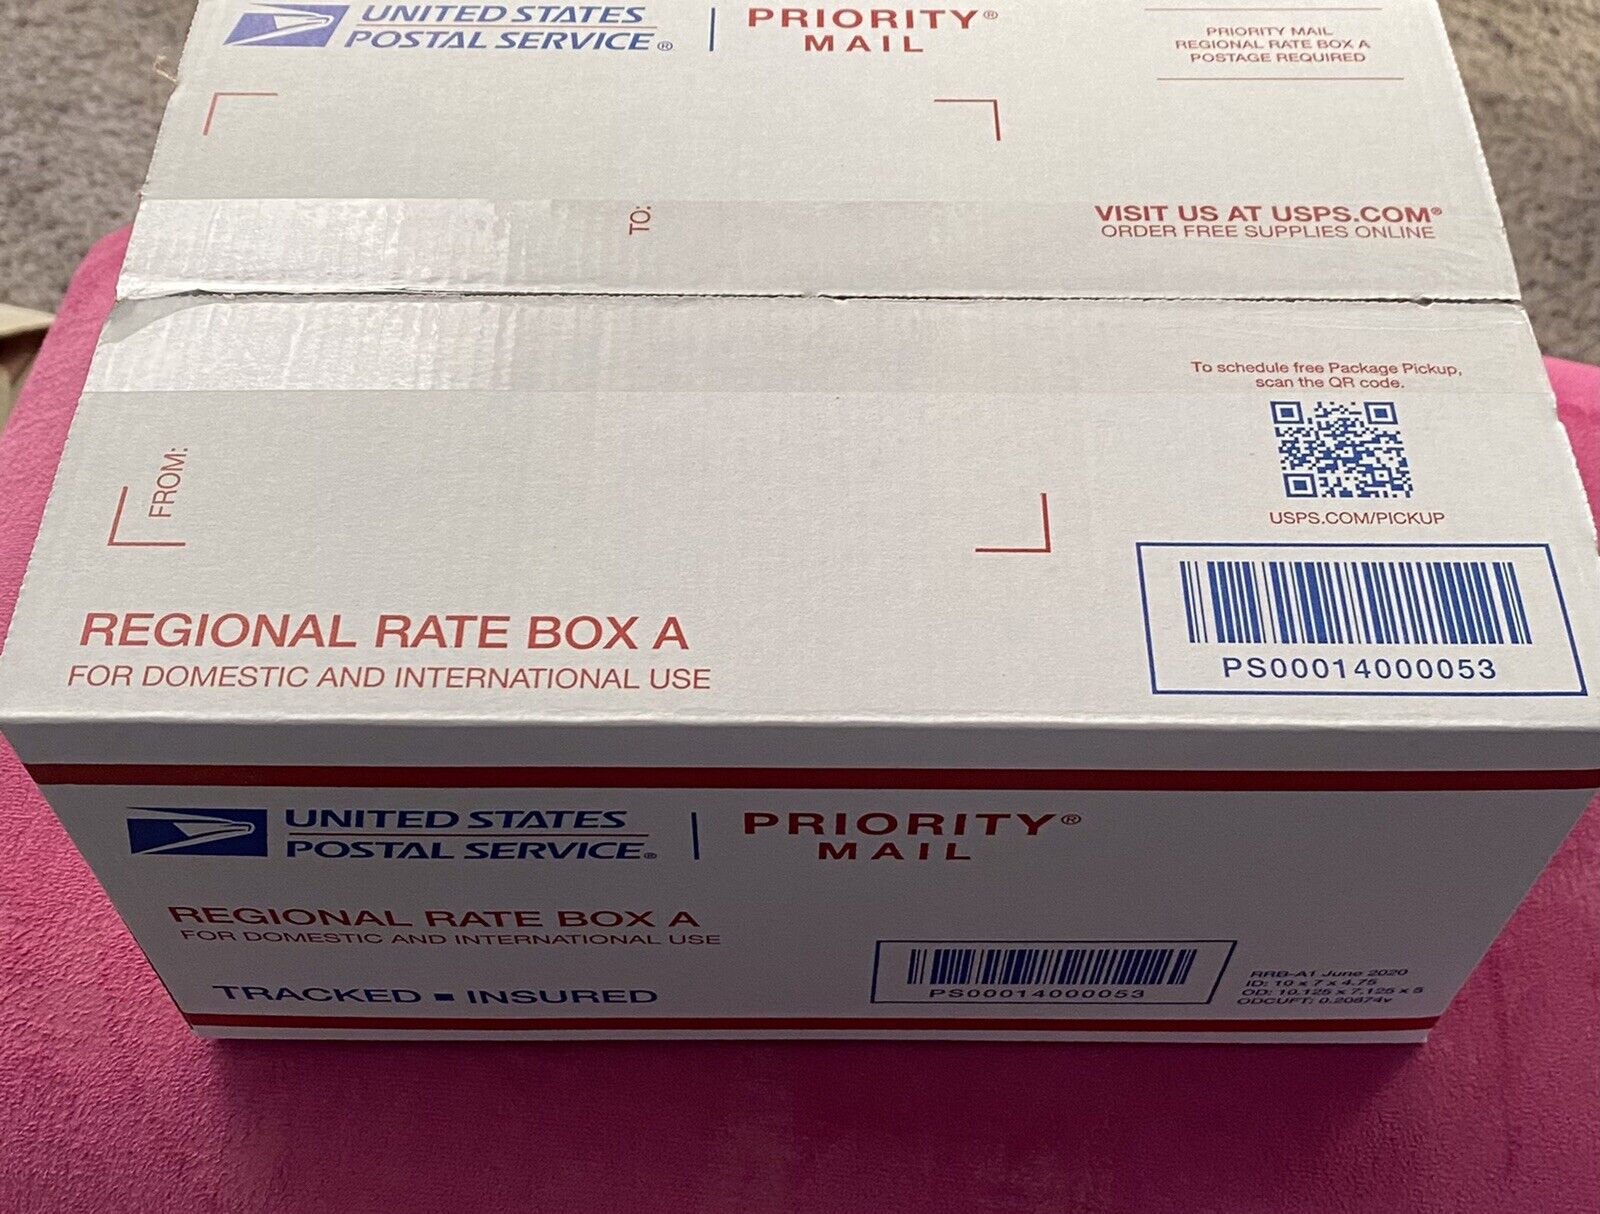 UNITED STATES
POSTAL SERVICE®
PRIORITY®
MAIL
PRIORITY MAIL
REGIONAL RATE BOX A
POSTAGE REQUIRED
TO:
VISIT US AT USPS.COM®
ORDER FREE SUPPLIES ONLINE
To schedule free Package Pickup,
scan the QR code.
USPS.COM/PICKUP
FROM:
PS00014000053
REGIONAL RATE BOX A
FOR DOMESTIC AND INTERNATIONAL USE
UNITED STATES
POSTAL SERVICE®
PRIORITY®
MAIL
REGIONAL RATE BOX A
FOR DOMESTIC AND INTERNATIONAL USE
TRACKED ■ INSURED
PS00014000053
RRB-A1 June 2020
ID: 10 x 7 x 4.75
OD: 10.125 x 7.125 x 5
ODCUFT: 0.20874v